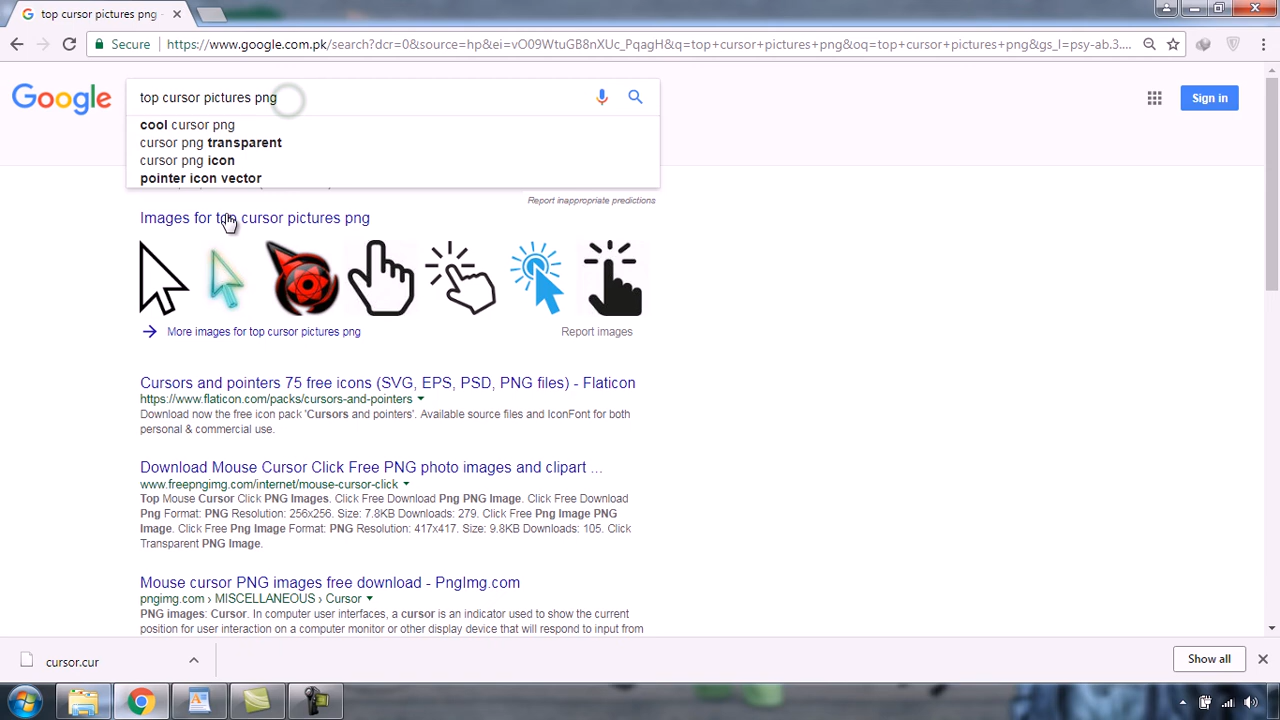 top cursor pictures png -
Secure
https://www.google.com.pk/search?dcr=0&source=hp&ei=vO09WtuGB8nXUc_PqagH&q=top+cursor+pictures+png&oq=top+cursor+pictures+png&gs_l=psy-ab.3....
Google
top cursor pictures png
Sign in
cool cursor png
cursor png transparent
cursor png icon
pointer icon vector
Report inappropriate predictions
Images for top cursor pictures png
More images for top cursor pictures png
Report images
Cursors and pointers 75 free icons (SVG, EPS, PSD, PNG files) - Flaticon
https://www.flaticon.com/packs/cursors-and-pointers
Download now the free icon pack 'Cursors and pointers'. Available source files and IconFont for both
personal & commercial use.
Download Mouse Cursor Click Free PNG photo images and clipart ...
www.freepngimg.com/internet/mouse-cursor-click
Top Mouse Cursor Click PNG Images. Click Free Download Png PNG Image. Click Free Download
Png Format: PNG Resolution: 256x256. Size: 7.8KB Downloads: 279. Click Free Png Image PNG
Image. Click Free Png Image Format: PNG Resolution: 417x417. Size: 9.8KB Downloads: 105. Click
Transparent PNG Image.
Mouse cursor PNG images free download - PngImg.com
pngimg.com › MISCELLANEOUS › Cursor
PNG images: Cursor. In computer user interfaces, a cursor is an indicator used to show the current
position for user interaction on a computer monitor or other display device that will respond to input from
cursor.cur
Show all